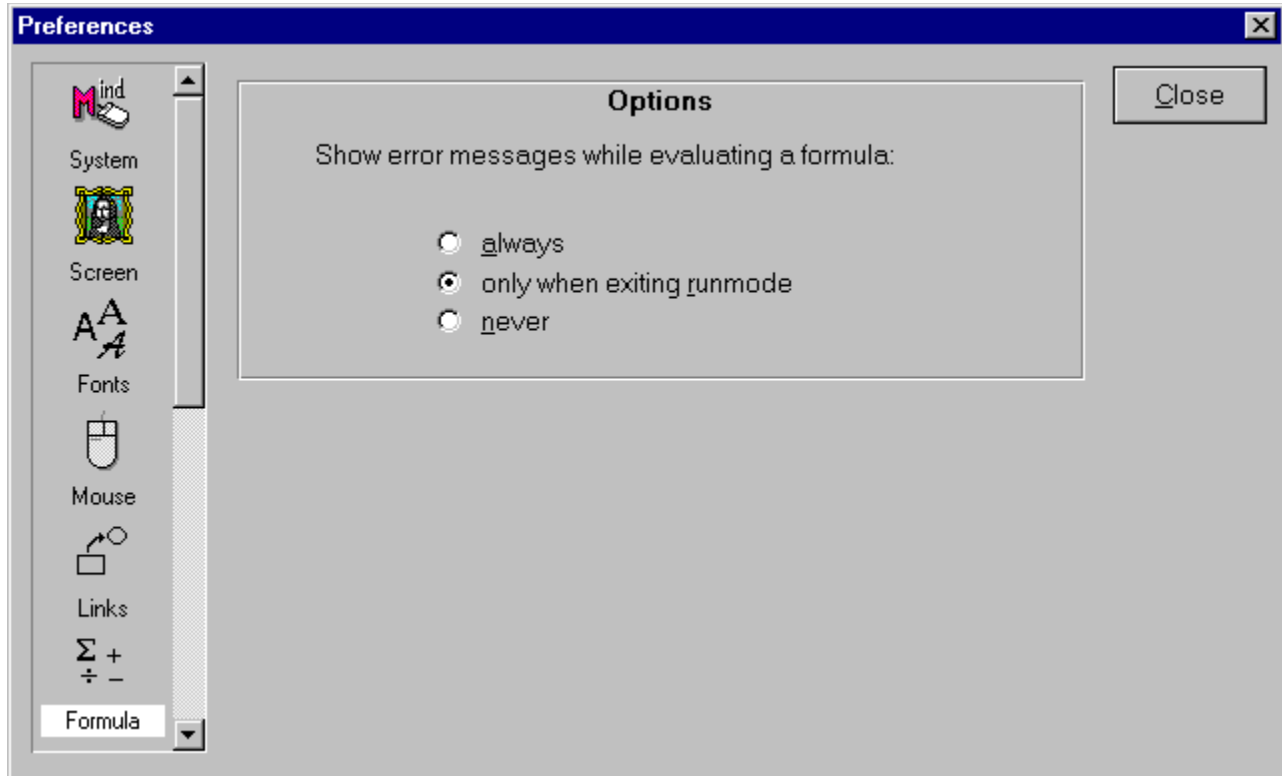 Preferences
Mind
System
Screen
AAA
Fonts
Mouse
Links
Σ +
÷ −
Formula
Options
Show error messages while evaluating a formula:
always
only when exiting runmode
never
Close